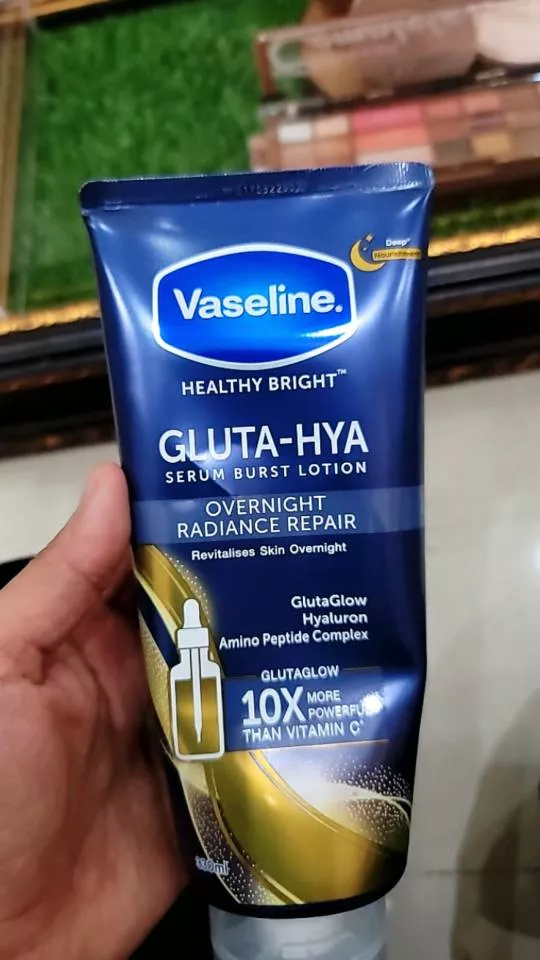 Deep*
Vaseline.
HEALTHY BRIGHT™
GLUTA-HYA
SERUM BURST LOTION
OVERNIGHT
RADIANCE REPAIR
Revitalises Skin Overnight
GlutaGlow
Hyaluron
Amino Peptide Complex
GLUTAGLOW
10X MORE
POWERFUL
THAN VITAMIN C*
330ml